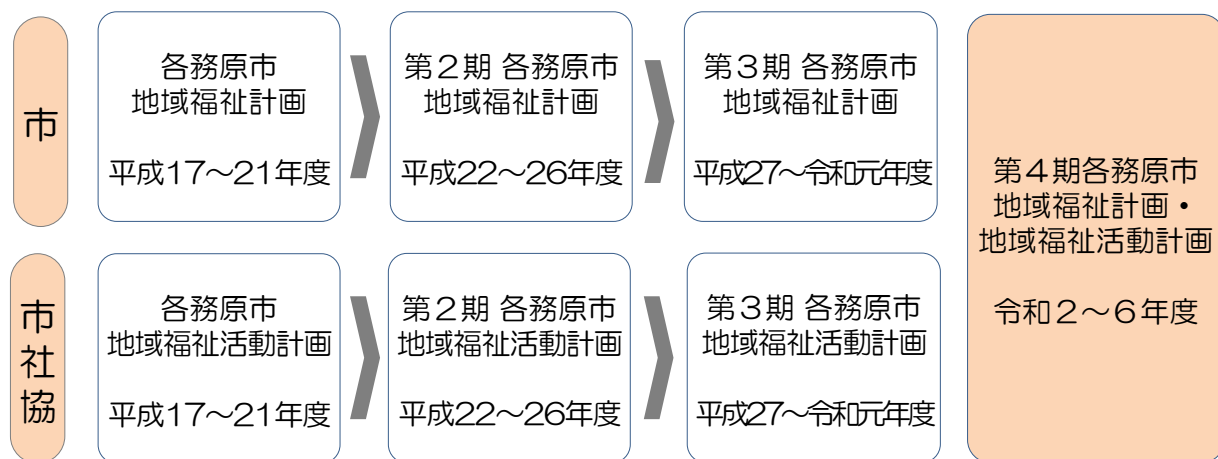 市
各務原市
地域福祉計画
平成17～21年度
第２期 各務原市
地域福祉計画
平成22～26年度
第３期 各務原市
地域福祉計画
平成27～令和元年度
市社協
各務原市
地域福祉活動計画
平成17～21年度
第２期 各務原市
地域福祉活動計画
平成22～26年度
第３期 各務原市
地域福祉活動計画
平成27～令和元年度
第４期各務原市
地域福祉計画・
地域福祉活動計画
令和２～６年度